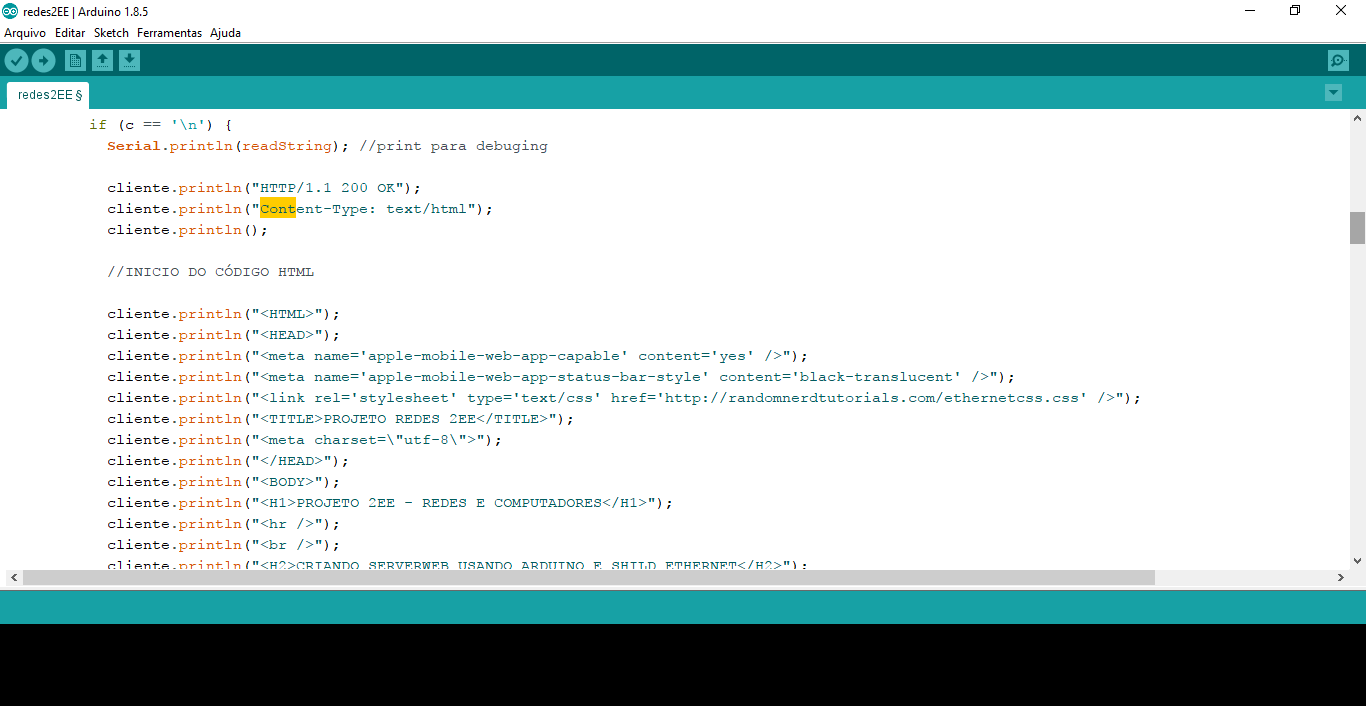 redes2EE | Arduino 1.8.5
Arquivo Editar Sketch Ferramentas Ajuda
redes2EE §
if (c == '\n') {
Serial.println(readString); //print para debuging
cliente.println("HTTP/1.1 200 OK");
cliente.println("Content-Type: text/html");
cliente.println();
//INICIO DO CÓDIGO HTML
cliente.println("<HTML>");
cliente.println("<HEAD>");
cliente.println("<meta name='apple-mobile-web-app-capable' content='yes' />");
cliente.println("<meta name='apple-mobile-web-app-status-bar-style' content='black-translucent' />");
cliente.println("<link rel='stylesheet' type='text/css' href='http://randomnerdtutorials.com/ethernetcss.css' />");
cliente.println("<TITLE>PROJETO REDES 2EE</TITLE>");
cliente.println("<meta charset=\"utf-8\">");
cliente.println("</HEAD>");
cliente.println("<BODY>");
cliente.println("<H1>PROJETO 2EE - REDES E COMPUTADORES</H1>");
cliente.println("<hr />");
cliente.println("<br />");
cliente.println("<H2>CRIANDO SERVERWEB USANDO ARDUINO E SHILD ETHERNET</H2>");